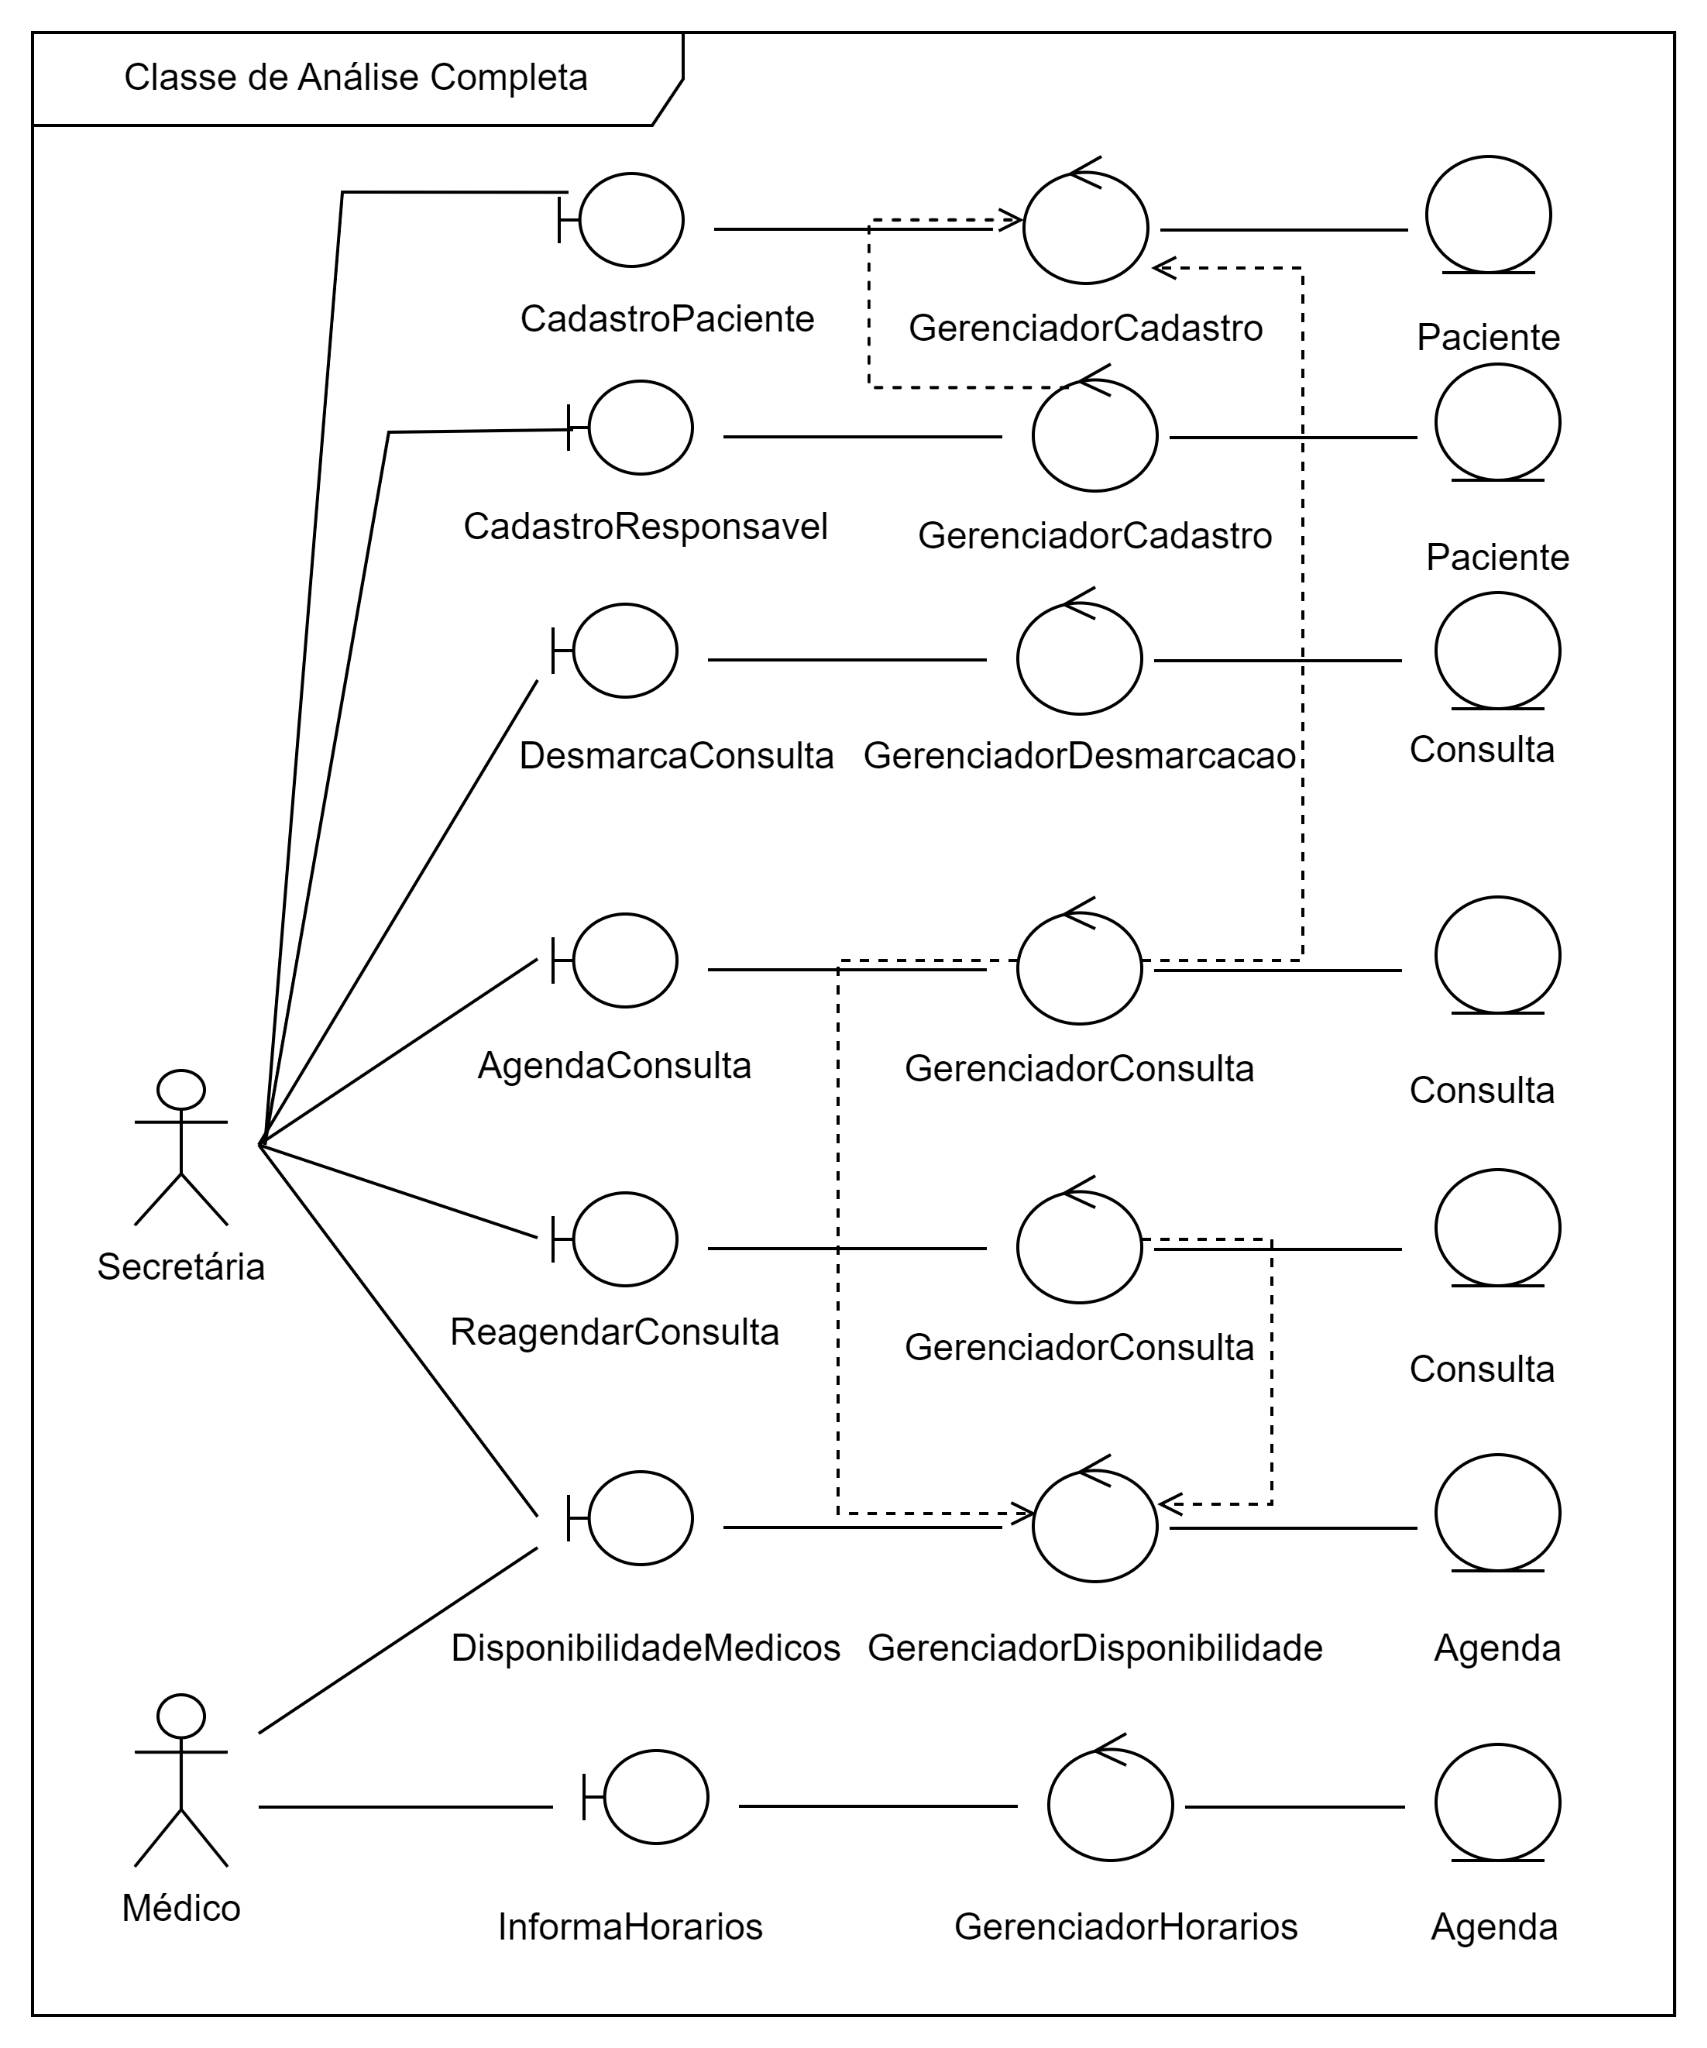 Classe de Análise Completa
CadastroPaciente
GerenciadorCadastro
Paciente
CadastroResponsavel
GerenciadorCadastro
Paciente
DesmarcaConsulta
GerenciadorDesmarcacao
Consulta
AgendaConsulta
GerenciadorConsulta
Consulta
Secretária
ReagendarConsulta
GerenciadorConsulta
Consulta
DisponibilidadeMedicos
GerenciadorDisponibilidade
Agenda
Médico
InformaHorarios
GerenciadorHorarios
Agenda